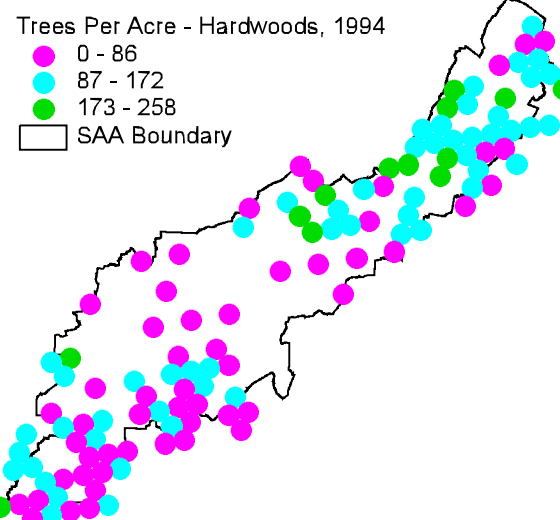 Trees Per Acre - Hardwoods, 1994
0 - 86
87 - 172
173 - 258
SAA Boundary